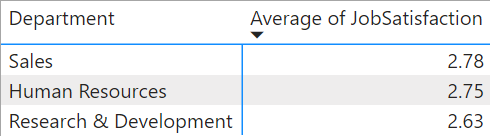 Department Average of JobSatisfaction
Sales 2.78
Human Resources 2.75
Research & Development 2.63